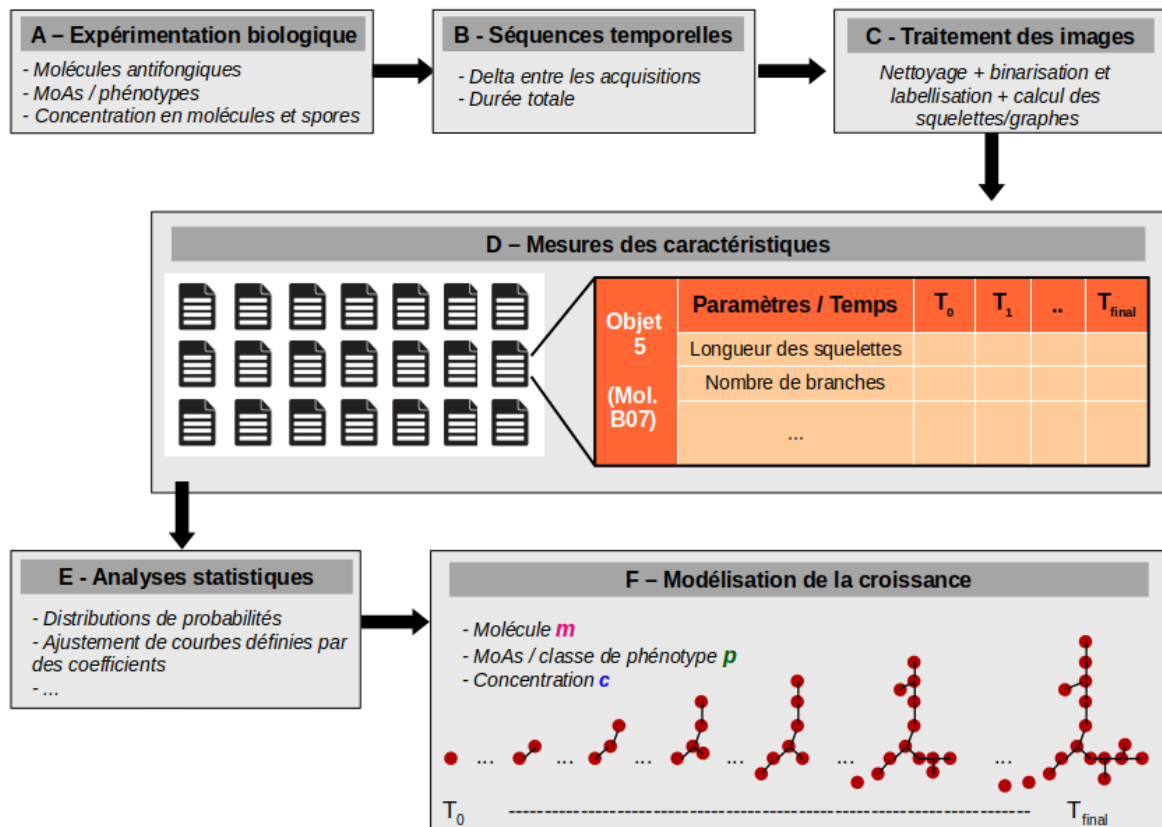 A – Expérimentation biologique
- Molécules antifongiques
- MoAs / phénotypes
- Concentration en molécules et spores
B - Séquences temporelles
- Delta entre les acquisitions
- Durée totale
C - Traitement des images
Nettoyage + binarisation et
labellisation + calcul des
squelettes/graphes
D – Mesures des caractéristiques
Objet
5
(Mol.
B07)
Paramètres / Temps T0 T1 .. Tfinal
Longueur des squelettes
Nombre de branches
...
E - Analyses statistiques
- Distributions de probabilités
- Ajustement de courbes définies par
des coefficients
- ...
F – Modélisation de la croissance
- Molécule m
- MoAs / classe de phénotype p
- Concentration c
... ... ... ... ... ...
T0 -------------------------------------------------------------------------------- Tfinal